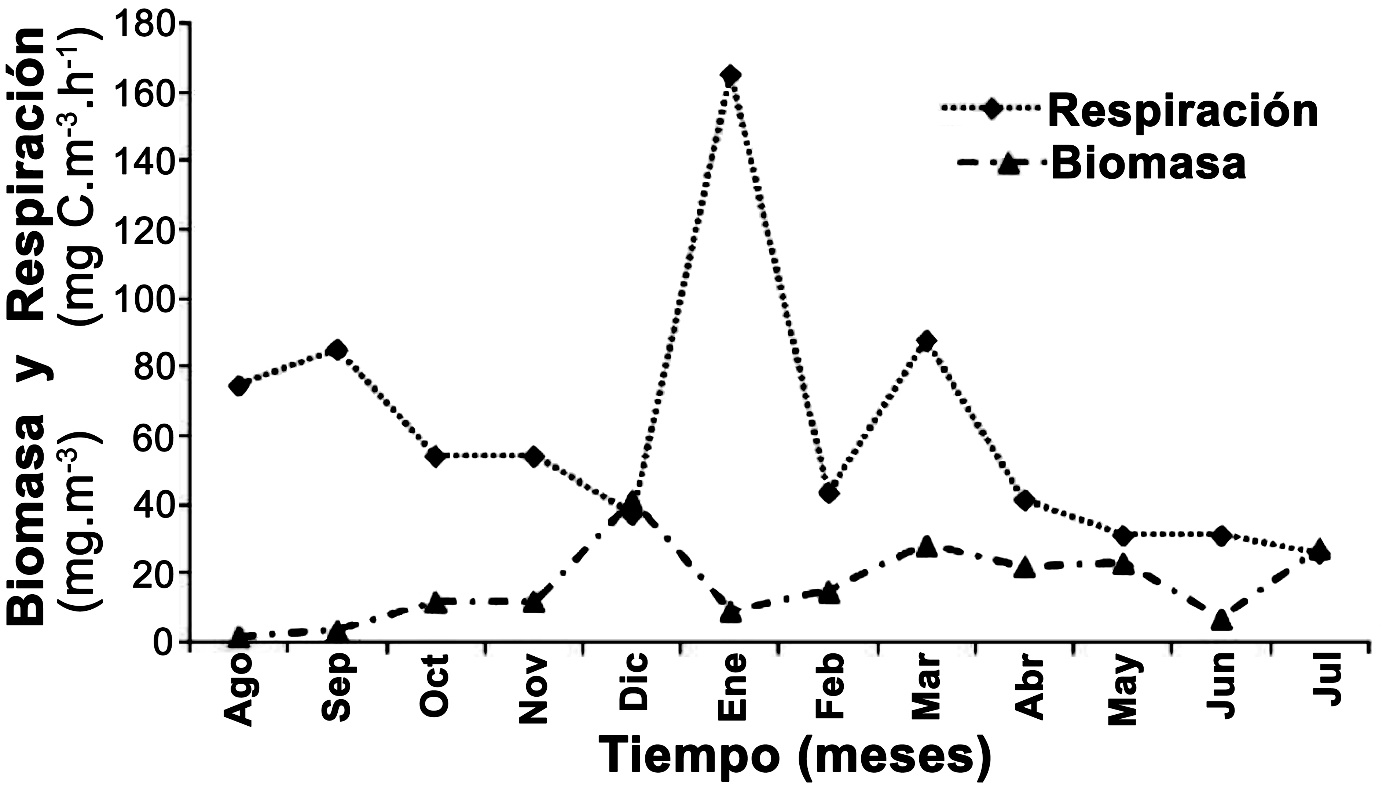 Biomasa y Respiración
(mg.m-3) (mg C.m-3.h-1)
180
160
140
120
100
80
60
40
20
0
Respiración
Biomasa
Ago Sep Oct Nov Dic Ene Feb Mar Abr May Jun Jul
Tiempo (meses)